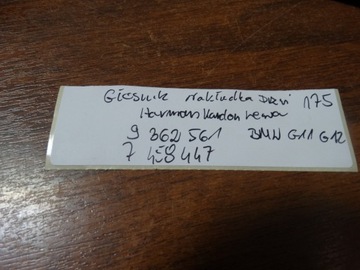 Głośnik nakładka Drzwi 175
Harman Kardon Lewa
9 362 561 BMW G11 G12
7 458 447